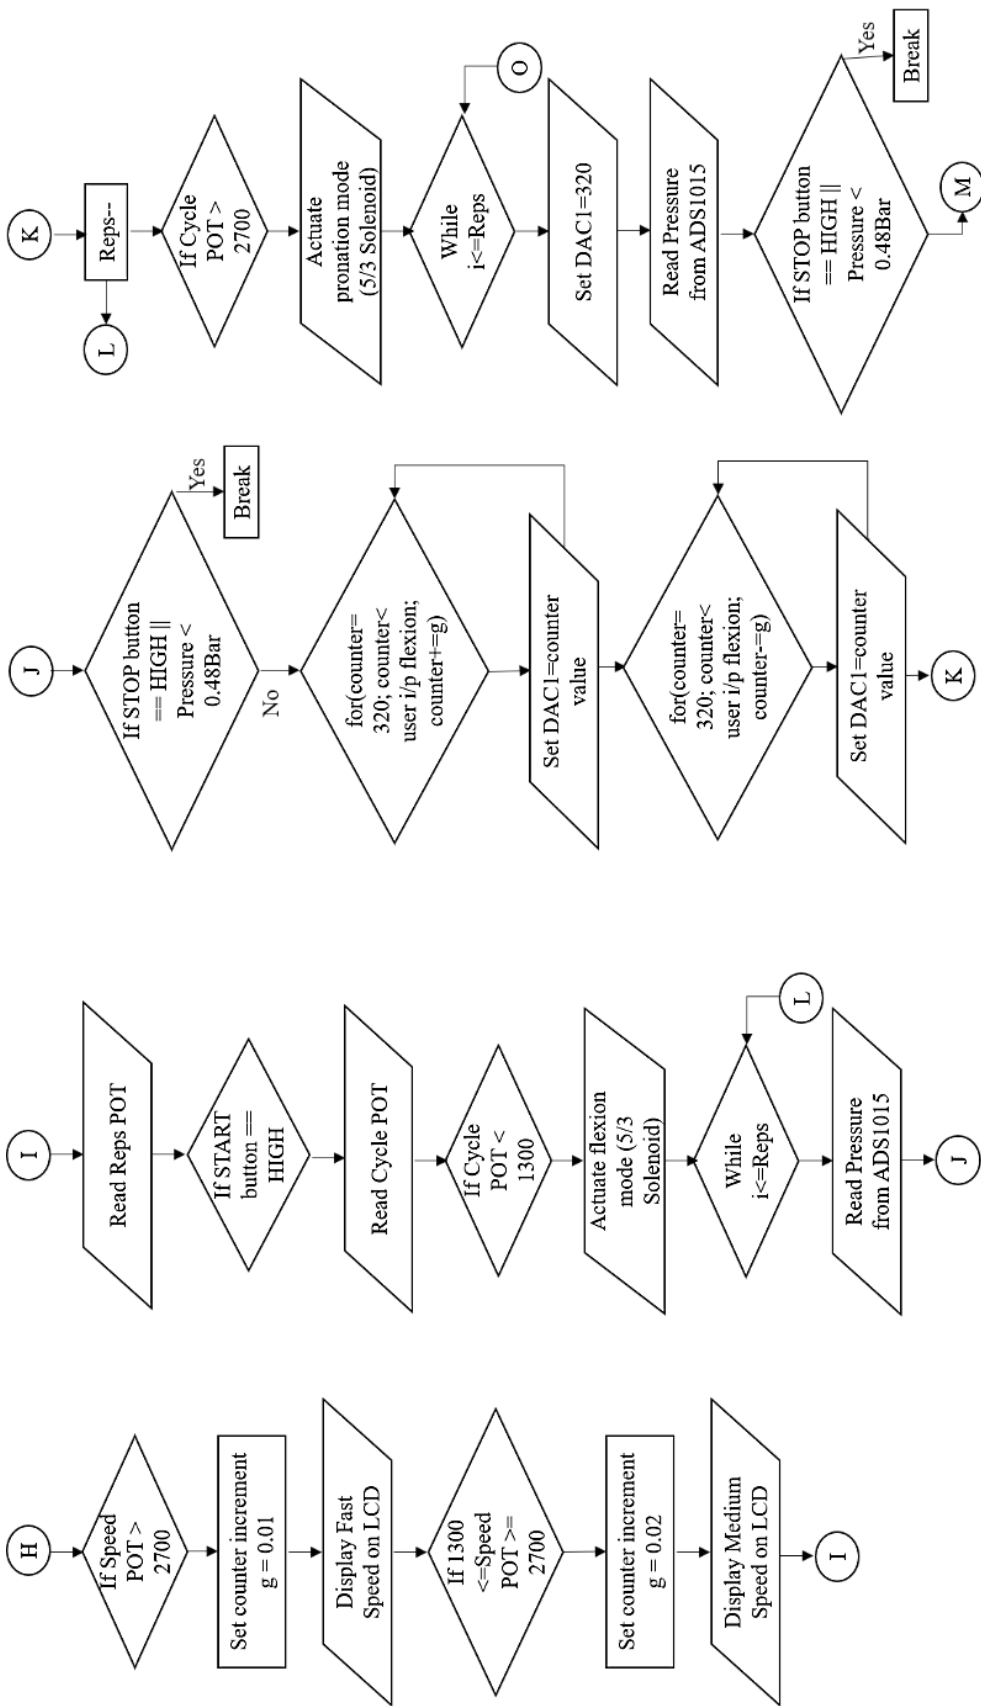 H
If Speed
POT >
2700
Set counter increment
g = 0.01
Display Fast
Speed on LCD
If 1300
<=Speed
POT >=
2700
Set counter increment
g = 0.02
Display Medium
Speed on LCD
I
I
Read Reps POT
If START
button ==
HIGH
Read Cycle POT
If Cycle
POT <
1300
Actuate flexion
mode (5/3
Solenoid)
While
i<=Reps
L
Read Pressure
from ADS1015
J
J
If STOP button
== HIGH ||
Pressure <
0.48Bar
Yes
Break
No
for(counter=
320; counter<
user i/p flexion;
counter+=g)
Set DAC1=counter
value
for(counter=
320; counter<
user i/p flexion;
counter-=g)
Set DAC1=counter
value
K
K
Reps--
L
If Cycle
POT >
2700
Actuate
pronation mode
(5/3 Solenoid)
While
i<=Reps
O
Set DAC1=320
Read Pressure
from ADS1015
If STOP button
== HIGH ||
Pressure <
0.48Bar
Yes
Break
M